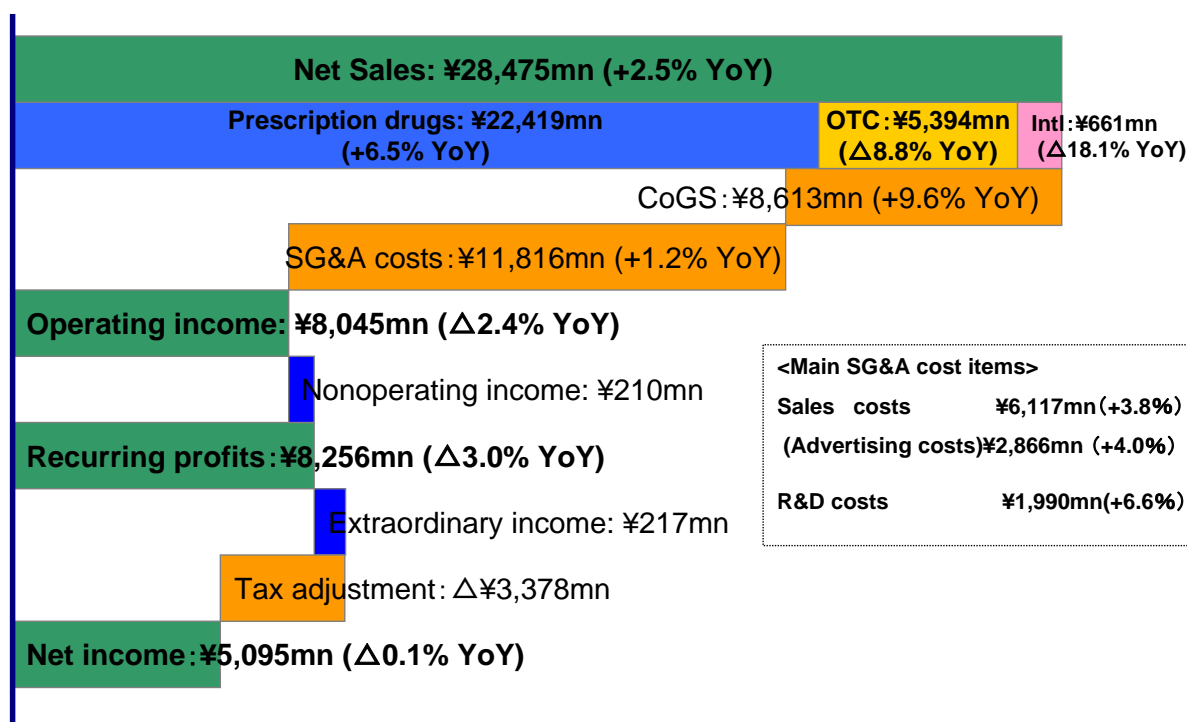 Net Sales: ¥28,475mn (+2.5% YoY)
Prescription drugs: ¥22,419mn
(+6.5% YoY)
OTC:¥5,394mn
(△8.8% YoY)
Intl:¥661mn
(△18.1% YoY)
CoGS:¥8,613mn (+9.6% YoY)
SG&A costs:¥11,816mn (+1.2% YoY)
Operating income: ¥8,045mn (△2.4% YoY)
Nonoperating income: ¥210mn
Recurring profits:¥8,256mn (△3.0% YoY)
Extraordinary income: ¥217mn
Tax adjustment: △¥3,378mn
Net income:¥5,095mn (△0.1% YoY)
<Main SG&A cost items>
Sales costs ¥6,117mn(+3.8%)
(Advertising costs)¥2,866mn (+4.0%)
R&D costs ¥1,990mn(+6.6%)